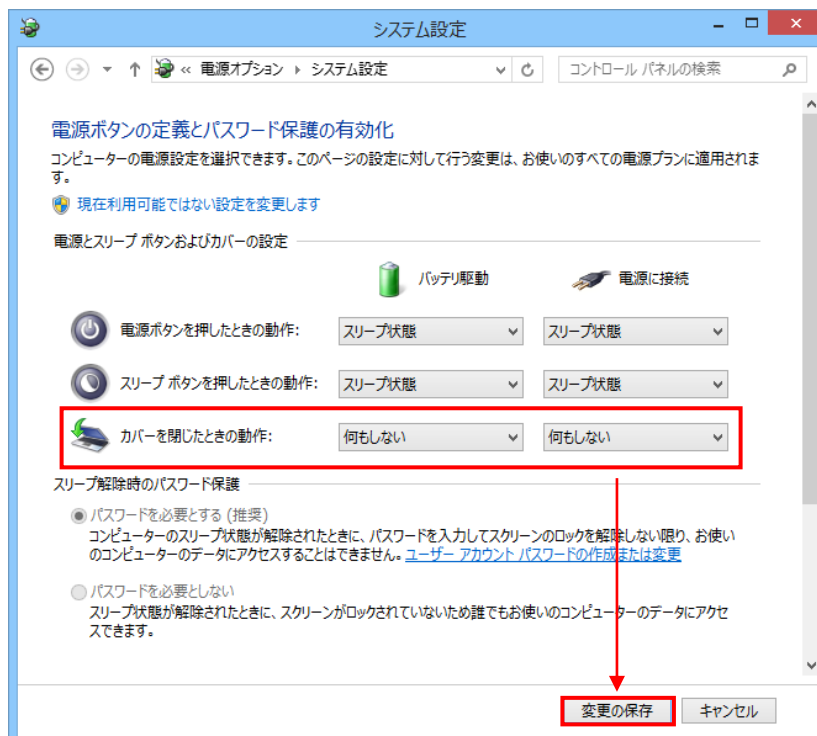 システム設定
« 電源オプション ▸ システム設定
コントロール パネルの検索
電源ボタンの定義とパスワード保護の有効化
コンピューターの電源設定を選択できます。このページの設定に対して行う変更は、お使いのすべての電源プランに適用されま
す。
現在利用可能ではない設定を変更します
電源とスリープ ボタンおよびカバーの設定
バッテリ駆動 電源に接続
電源ボタンを押したときの動作: スリープ状態 スリープ状態
スリープ ボタンを押したときの動作: スリープ状態 スリープ状態
カバーを閉じたときの動作: 何もしない 何もしない
スリープ解除時のパスワード保護
パスワードを必要とする (推奨)
コンピューターのスリープ状態が解除されたときに、パスワードを入力してスクリーンのロックを解除しない限り、お使い
のコンピューターのデータにアクセスすることはできません。ユーザー アカウント パスワードの作成または変更
パスワードを必要としない
スリープ状態が解除されたときに、スクリーンがロックされていないため誰でもお使いのコンピューターのデータにアクセ
スできます。
変更の保存 キャンセル